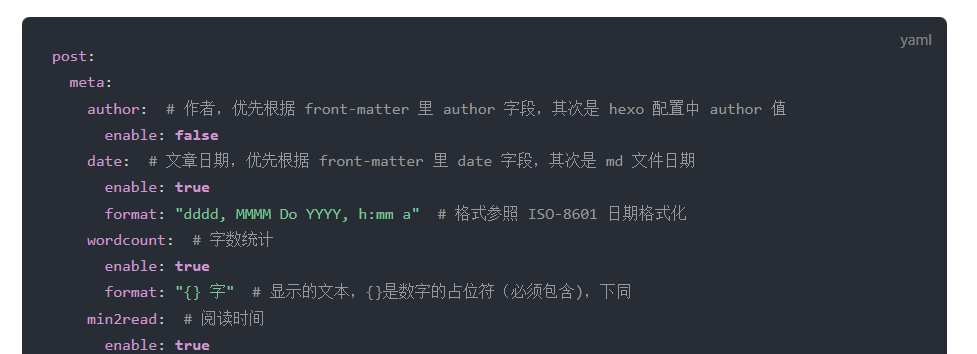 yaml
post:
  meta:
    author:  # 作者，优先根据 front-matter 里 author 字段，其次是 hexo 配置中 author 值
      enable: false
    date:  # 文章日期，优先根据 front-matter 里 date 字段，其次是 md 文件日期
      enable: true
      format: "dddd, MMMM Do YYYY, h:mm a"  # 格式参照 ISO-8601 日期格式化
    wordcount:  # 字数统计
      enable: true
      format: "{} 字"  # 显示的文本，{}是数字的占位符（必须包含)，下同
    min2read:  # 阅读时间
      enable: true